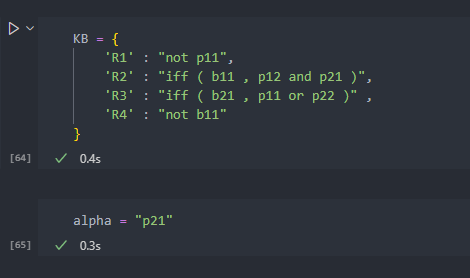 KB = {
'R1' : "not p11",
'R2' : "iff ( b11 , p12 and p21 )",
'R3' : "iff ( b21 , p11 or p22 )" ,
'R4' : "not b11"
}
[64]
0.4s
alpha = "p21"
[65]
0.3s